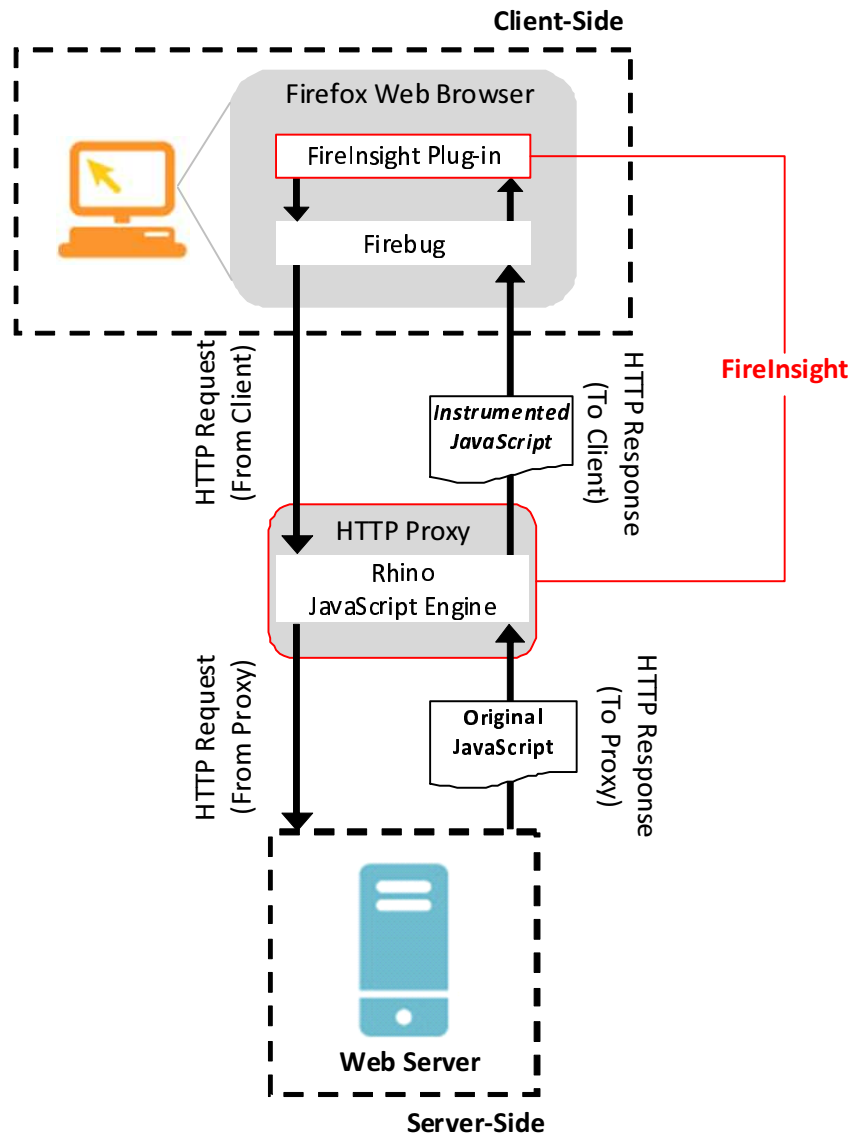 Client-Side
Firefox Web Browser
FireInsight Plug-in
Firebug
HTTP Request
(From Client)
Instrumented
JavaScript
HTTP Response
(To Client)
FireInsight
HTTP Proxy
Rhino
JavaScript Engine
HTTP Request
(From Proxy)
Original
JavaScript
HTTP Response
(To Proxy)
Web Server
Server-Side